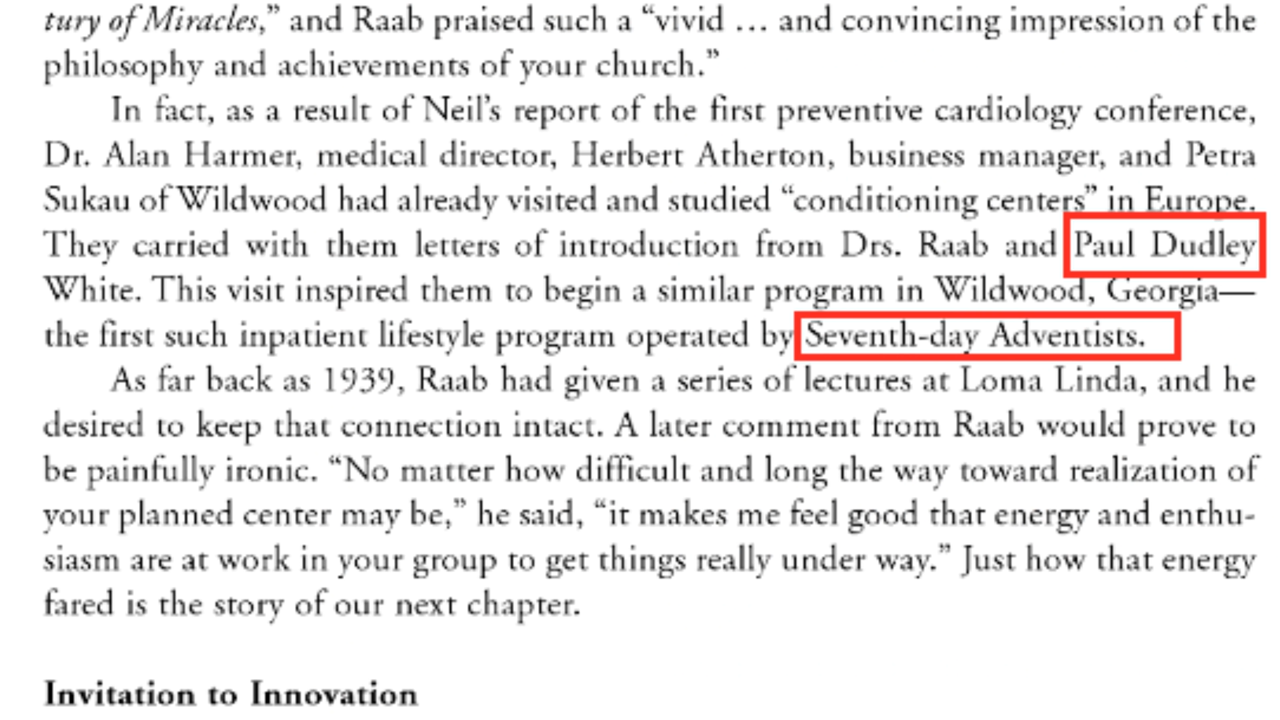 tury of Miracles,” and Raab praised such a “vivid … and convincing impression of the
philosophy and achievements of your church.”
In fact, as a result of Neil’s report of the first preventive cardiology conference,
Dr. Alan Harmer, medical director, Herbert Atherton, business manager, and Petra
Sukau of Wildwood had already visited and studied “conditioning centers” in Europe.
They carried with them letters of introduction from Drs. Raab and Paul Dudley
White. This visit inspired them to begin a similar program in Wildwood, Georgia—
the first such inpatient lifestyle program operated by Seventh-day Adventists.
As far back as 1939, Raab had given a series of lectures at Loma Linda, and he
desired to keep that connection intact. A later comment from Raab would prove to
be painfully ironic. “No matter how difficult and long the way toward realization of
your planned center may be,” he said, “it makes me feel good that energy and enthu-
siasm are at work in your group to get things really under way.” Just how that energy
fared is the story of our next chapter.
Invitation to Innovation